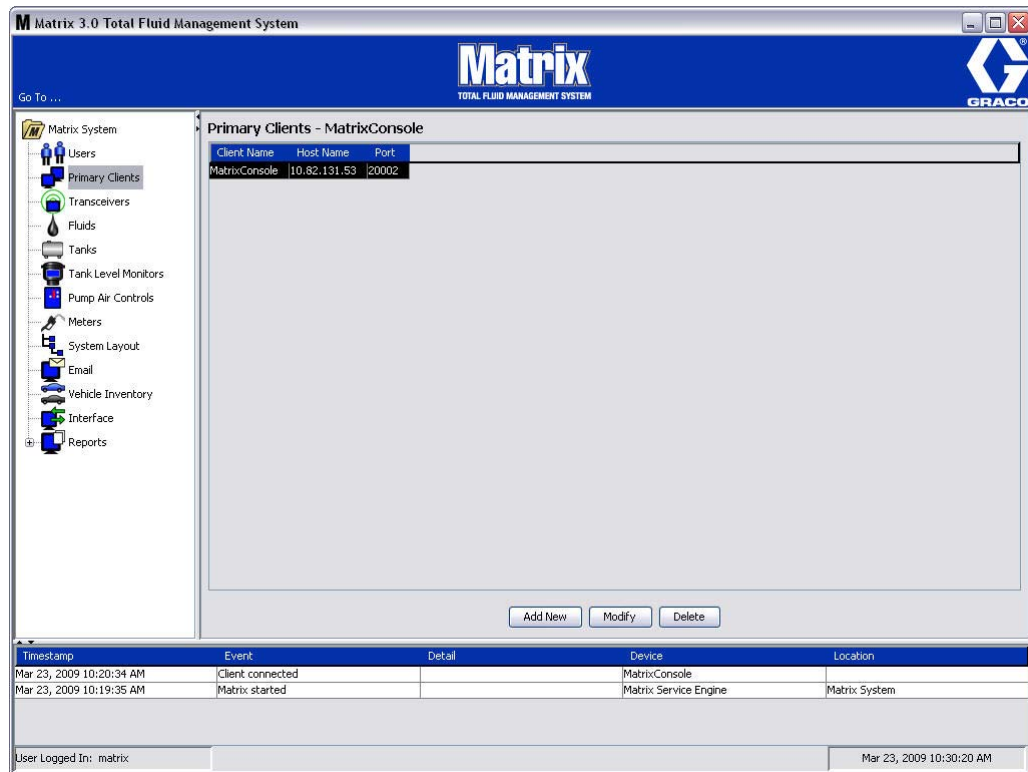 Matrix 3.0 Total Fluid Management System
Matrix
TOTAL FLUID MANAGEMENT SYSTEM
Go To ...
GRACO
Matrix System
Users
Primary Clients
Transceivers
Fluids
Tanks
Tank Level Monitors
Pump Air Controls
Meters
System Layout
Email
Vehicle Inventory
Interface
Reports
Primary Clients - MatrixConsole
Client Name Host Name Port
MatrixConsole 10.82.131.53 20002
Add New Modify Delete
Timestamp Event Detail Device Location
Mar 23, 2009 10:20:34 AM Client connected MatrixConsole
Mar 23, 2009 10:19:35 AM Matrix started Matrix Service Engine Matrix System
User Logged In: matrix Mar 23, 2009 10:30:20 AM